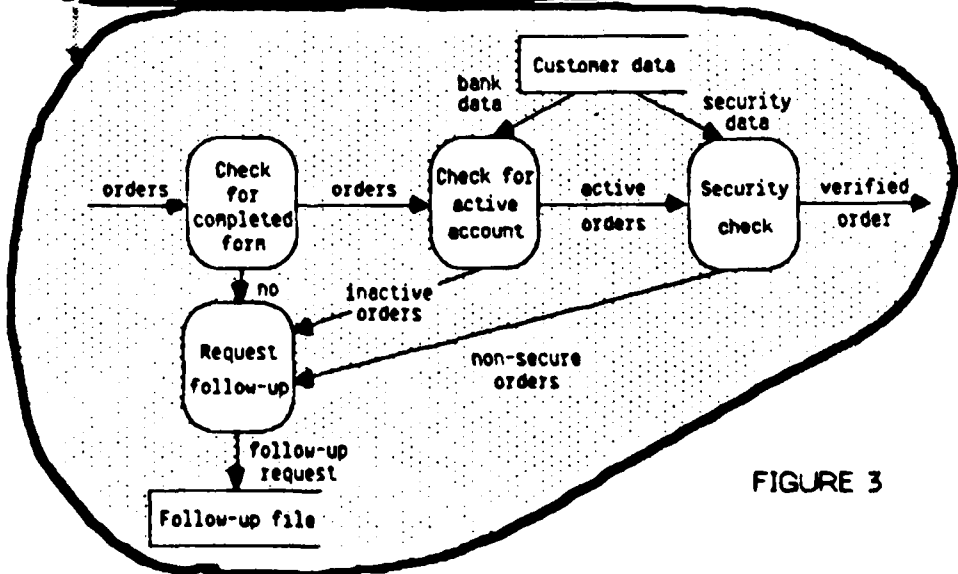 Customer data
bank
data
security
data
orders
Check
for
completed
form
orders
Check for
active
account
active
orders
Security
check
verified
order
no
inactive
orders
Request
follow-up
non-secure
orders
follow-up
request
Follow-up file
FIGURE 3